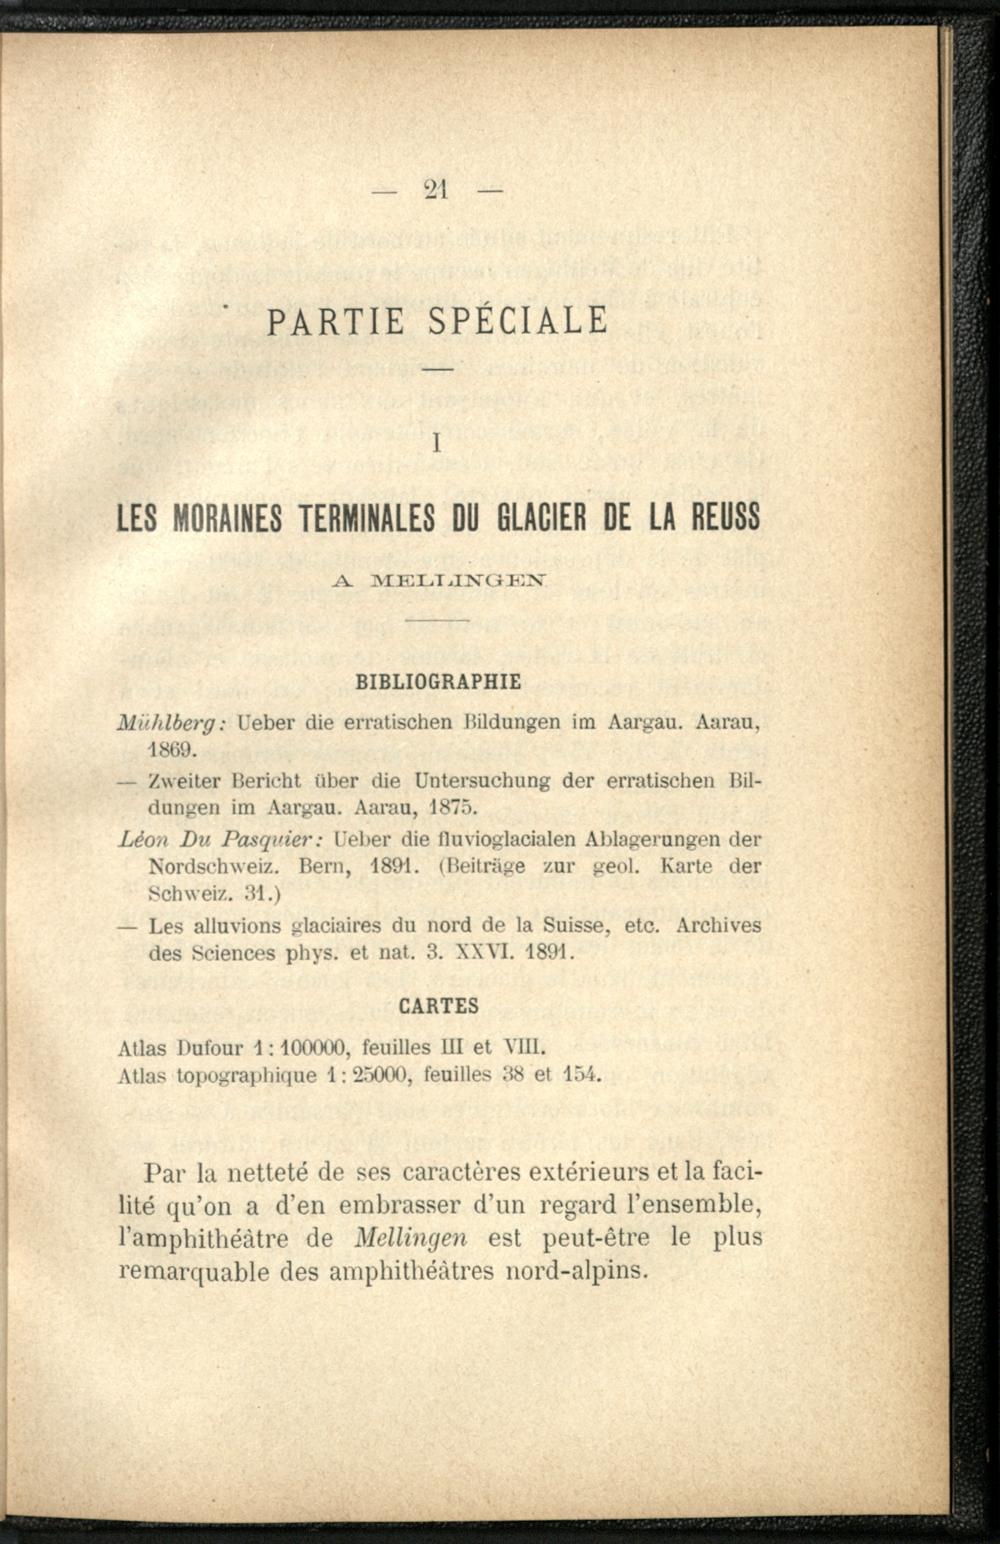 — 21 —
PARTIE SPÉCIALE
I
LES MORAINES TERMINALES DU GLACIER DE LA REUSS
A MELLINGEN
BIBLIOGRAPHIE
Mühlberg: Ueber die erratischen Bildungen im Aargau. Aarau,
1869.
— Zweiter Bericht über die Untersuchung der erratischen Bil-
dungen im Aargau. Aarau, 1875.
Léon Du Pasquier: Ueber die fluvioglacialen Ablagerungen der
Nordschweiz. Bern, 1891. (Beiträge zur geol. Karte der
Schweiz. 31.)
— Les alluvions glaciaires du nord de la Suisse, etc. Archives
des Sciences phys. et nat. 3. XXVI. 1891.
CARTES
Atlas Dufour 1 : 100000, feuilles III et VIII.
Atlas topographique 1 : 25000, feuilles 38 et 154.
Par la netteté de ses caractères extérieurs et la faci-
lité qu'on a d'en embrasser d'un regard l'ensemble,
l'amphithéâtre de Mellingen est peut-être le plus
remarquable des amphithéâtres nord-alpins.